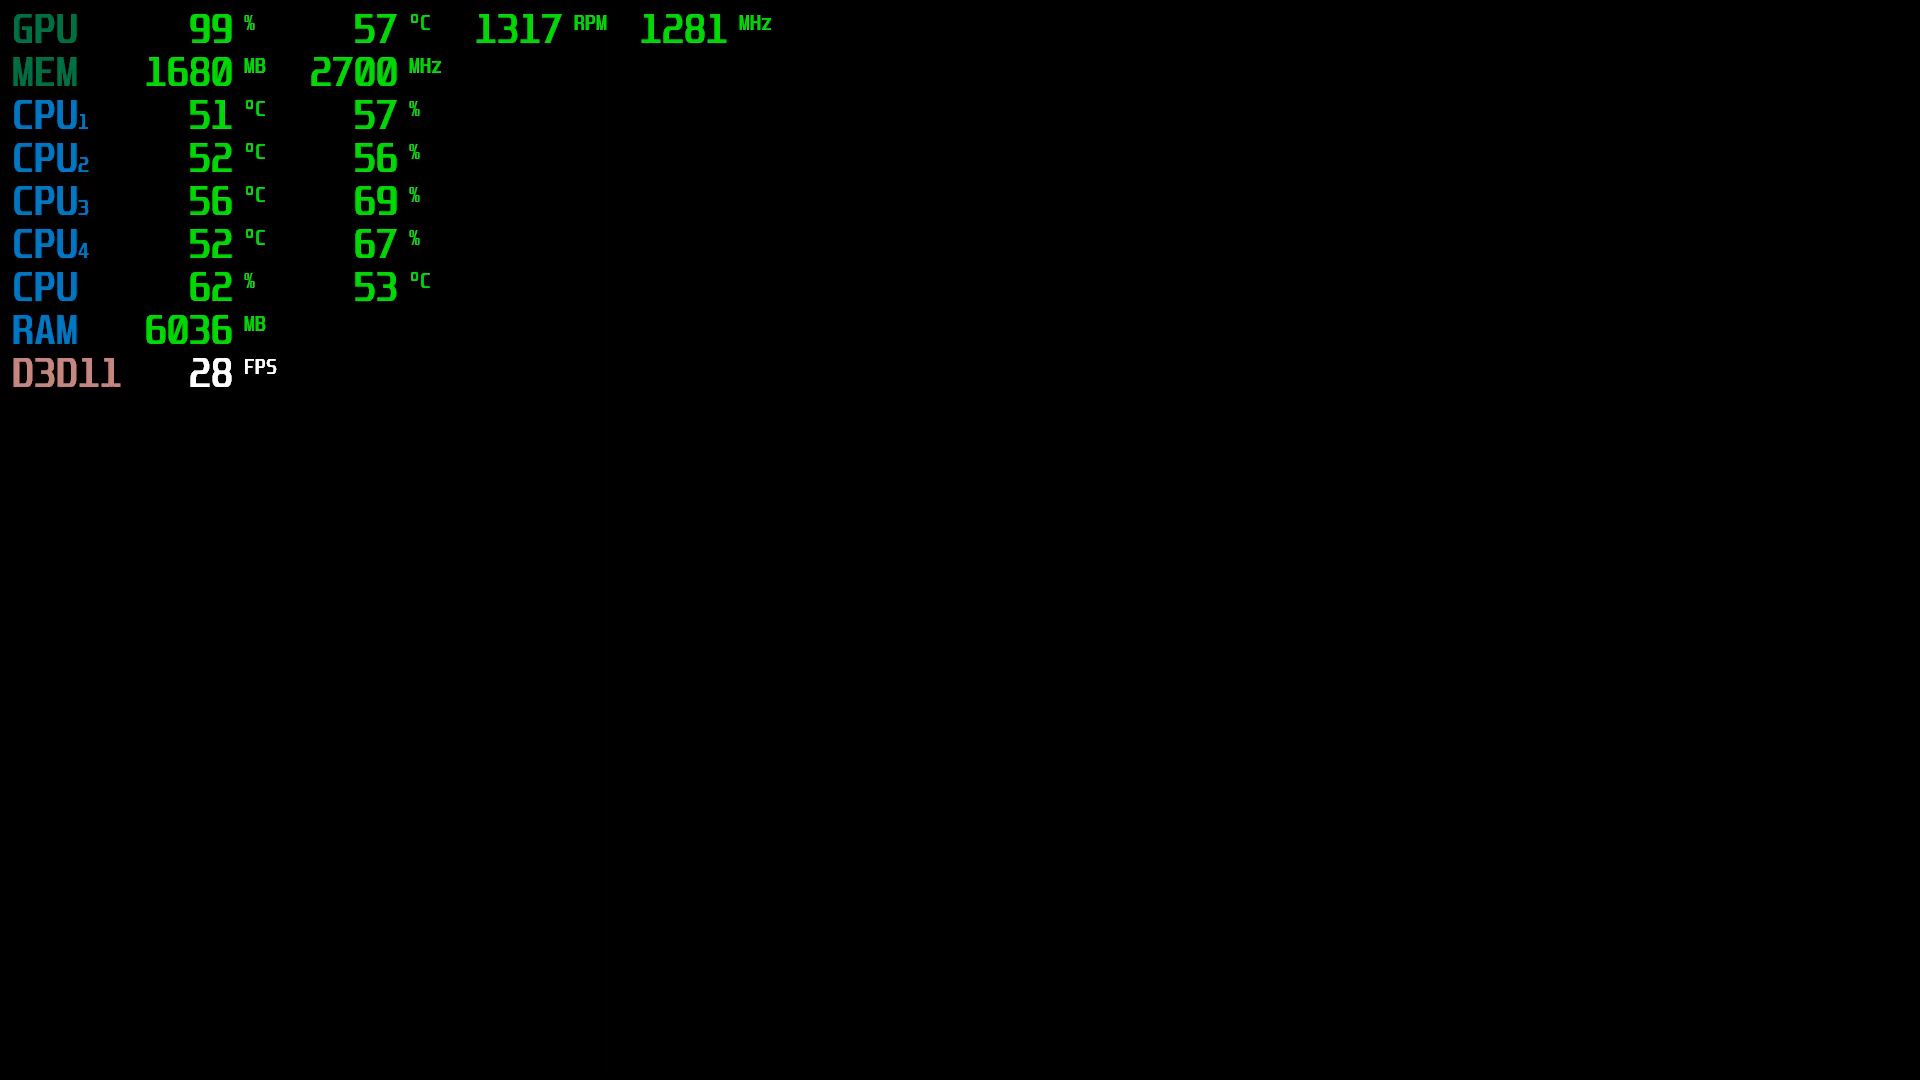 GPU 99 % 57 °C 1317 RPM 1281 MHz
MEM 1680 MB 2700 MHz
CPU1 51 °C 57 %
CPU2 52 °C 56 %
CPU3 56 °C 69 %
CPU4 52 °C 67 %
CPU 62 % 53 °C
RAM 6036 MB
D3D11 28 FPS